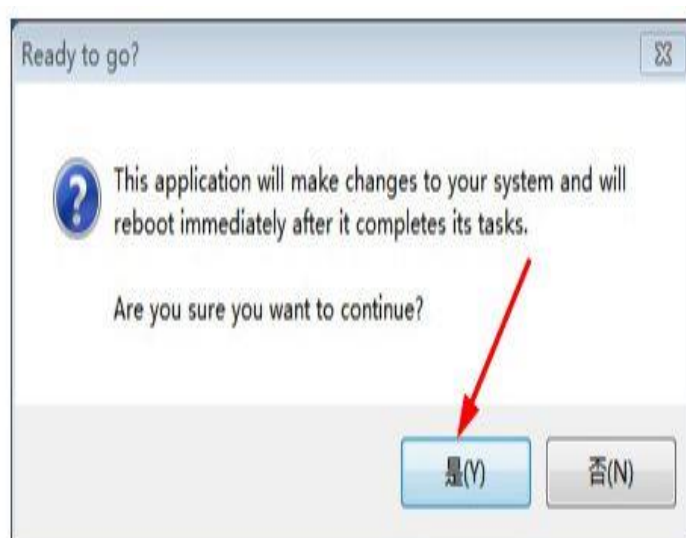 Ready to go?
This application will make changes to your system and will
reboot immediately after it completes its tasks.
Are you sure you want to continue?
是(Y)
否(N)